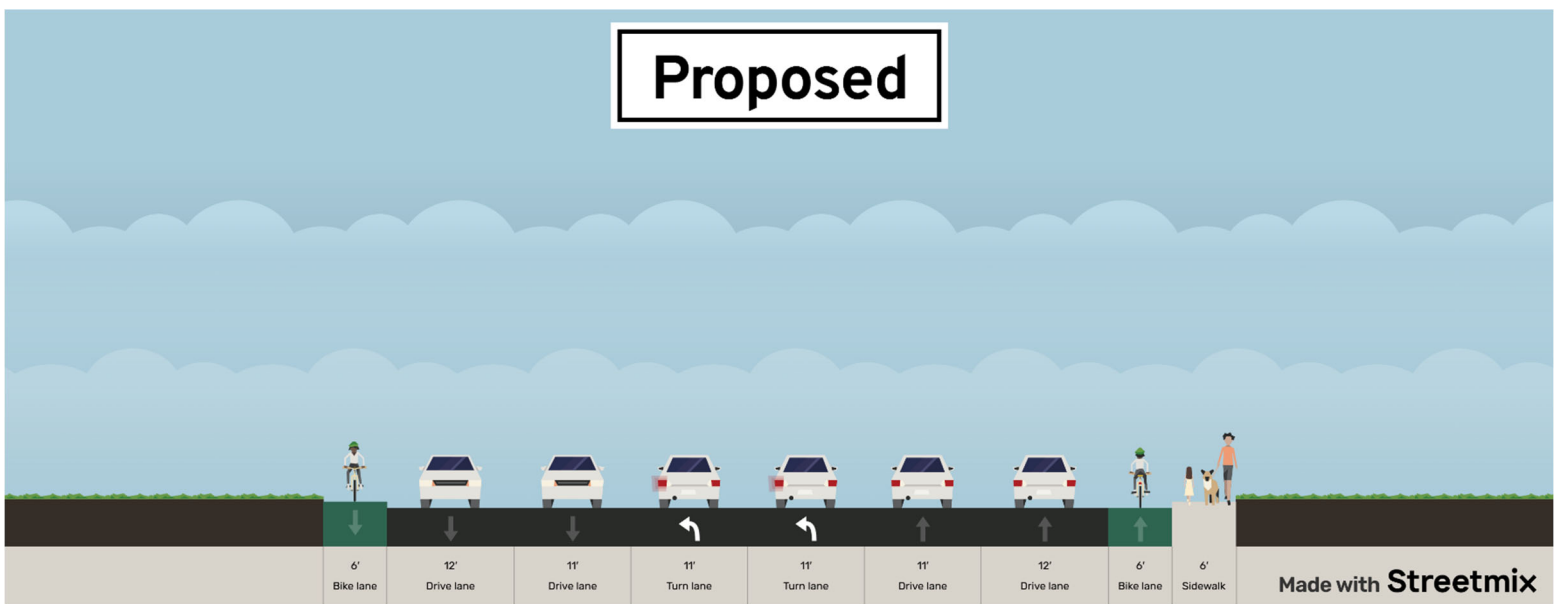 Proposed
6' 12' 11' 11' 11' 11' 12' 6' 6'
Bike lane Drive lane Drive lane Turn lane Turn lane Drive lane Drive lane Bike lane Sidewalk
Made with Streetmix